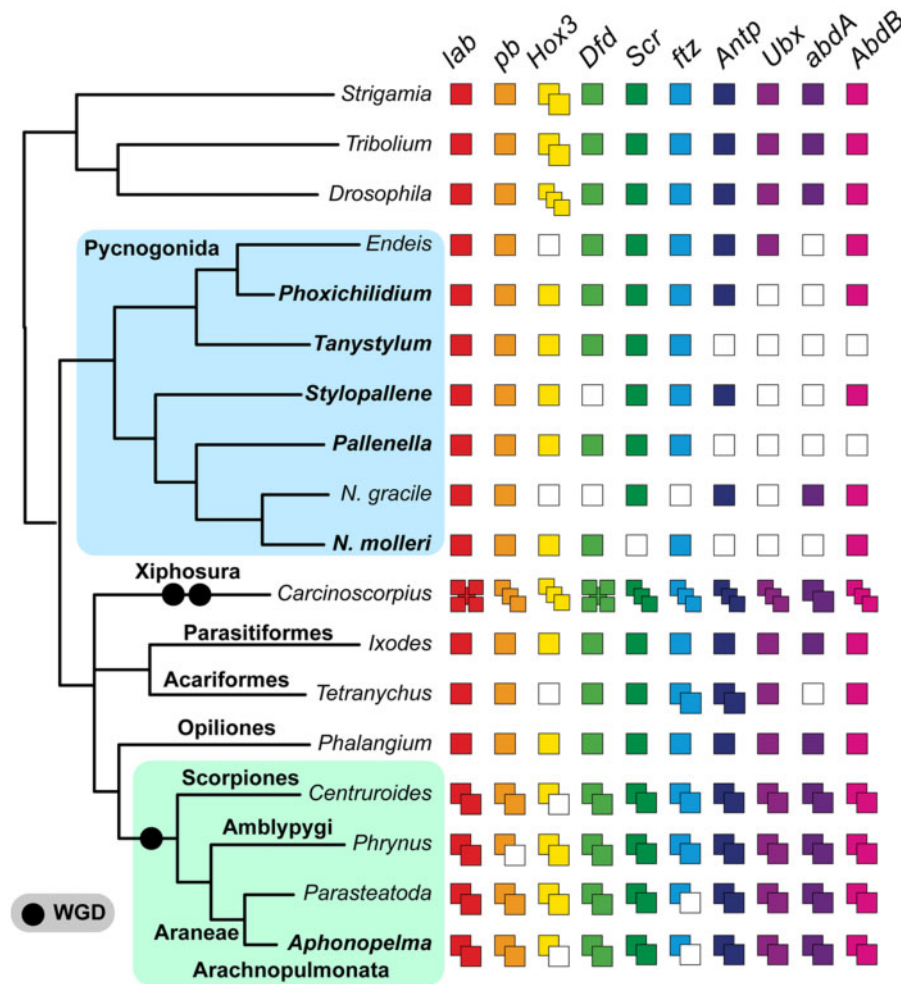 lab pb Hox3 Dfd Scr ftz Antp Ubx abdA AbdB
Strigamia
Tribolium
Drosophila
Pycnogonida
Endeis
Phoxichilidium
Tanystylum
Stylopallene
Pallenella
N. gracile
N. molleri
Xiphosura
Carcinoscorpius
Parasitiformes
Ixodes
Acariformes
Tetranychus
Opiliones
Phalangium
Scorpiones
Centruroides
Amblypygi
Phrynus
Parasteatoda
WGD
Araneae
Aphonopelma
Arachnopulmonata